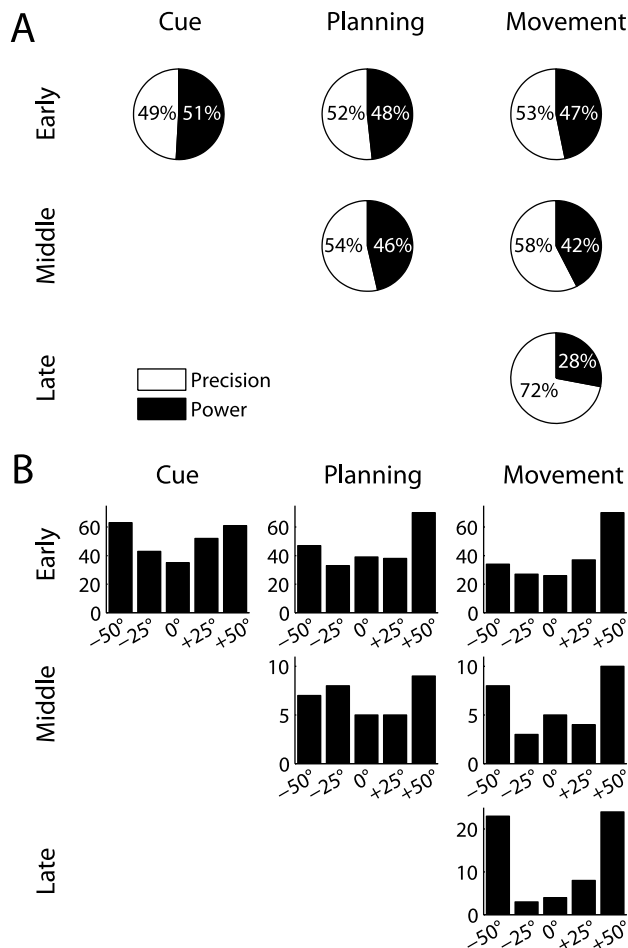 A
Cue Planning Movement
Early
49% 51% 52% 48% 53% 47%
Middle
54% 46% 58% 42%
Late
28%
72%
Precision
Power
B
Cue Planning Movement
Early
60
40
20
0
−50° −25° 0° +25° +50°
60
40
20
0
−50° −25° 0° +25° +50°
60
40
20
0
−50° −25° 0° +25° +50°
Middle
10
5
0
−50° −25° 0° +25° +50°
10
5
0
−50° −25° 0° +25° +50°
Late
20
10
0
−50° −25° 0° +25° +50°